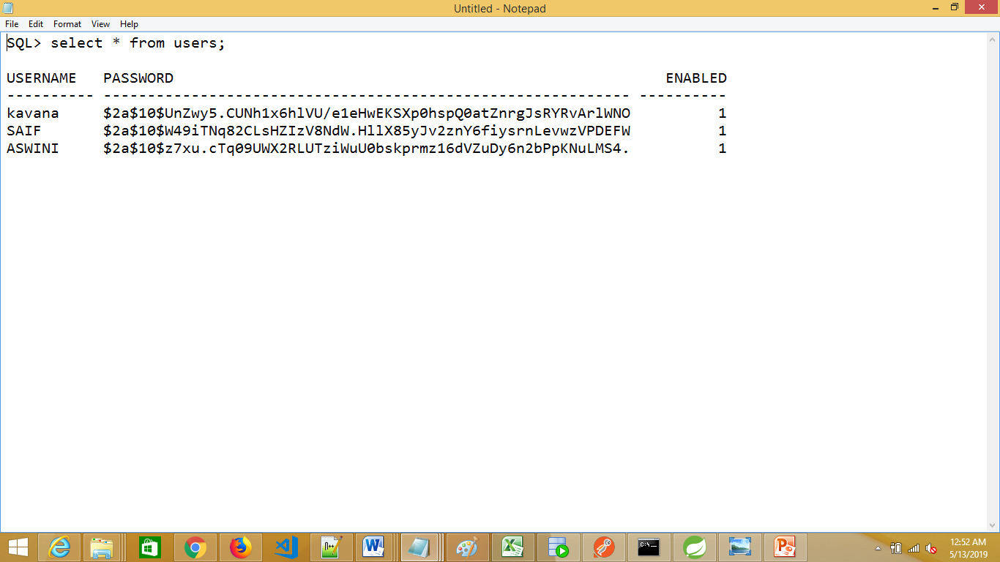 Untitled - Notepad
File Edit Format View Help
SQL> select * from users;
USERNAME PASSWORD ENABLED
---------- ------------------------------------------------------------ ----------
kavana $2a$10$UnZwy5.CUNh1x6hlVU/e1eHwEKSXp0hspQ0atZnrgJsRYRvArlWNO 1
SAIF $2a$10$W49iTNq82CLsHZIzV8NdW.HllX85yJv2znY6fiysrnLevwzVPDEFW 1
ASWINI $2a$10$z7xu.cTq09UWX2RLUTziWuU0bskprmz16dVZuDy6n2bPpKNuLMS4. 1
12:52 AM
5/13/2019